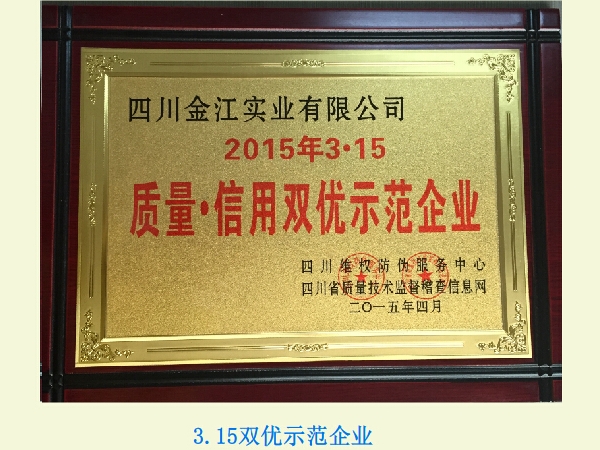 四川金江实业有限公司
2015年3·15
质量·信用双优示范企业
四川维权防伪服务中心
四川省质量技术监督稽查信息网
二〇一五年四月
3.15双优示范企业